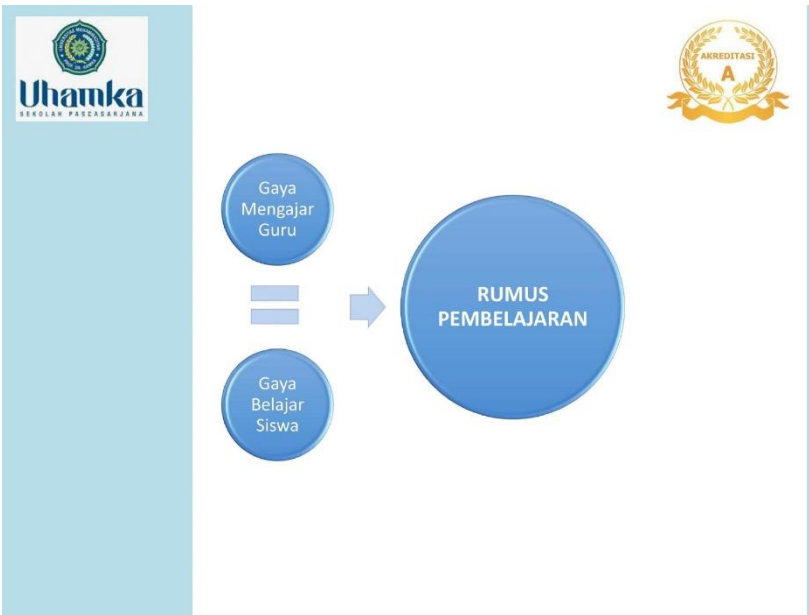 Uhamka
SEKOLAH PASCASARJANA
AKREDITASI
A
Gaya
Mengajar
Guru
Gaya
Belajar
Siswa
RUMUS
PEMBELAJARAN